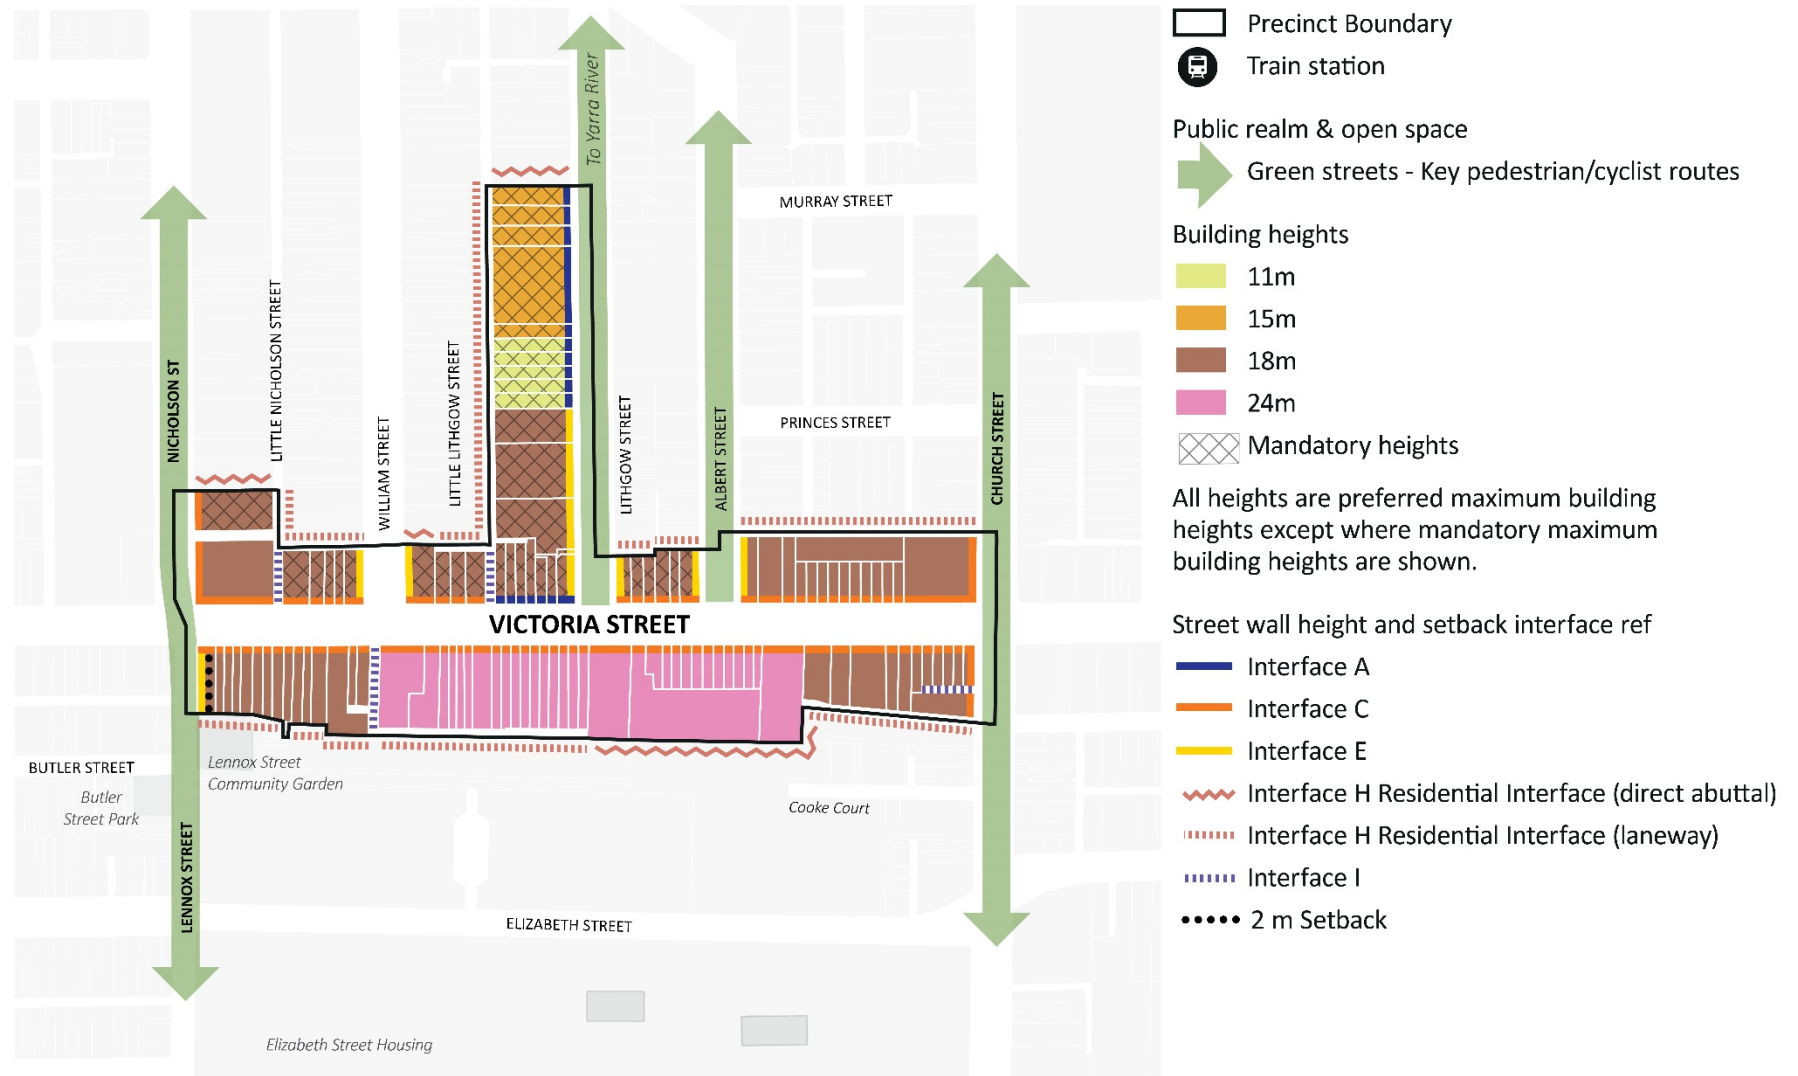 To Yarra River
MURRAY STREET
LITTLE NICHOLSON STREET
NICHOLSON ST
LITTLE LITHGOW STREET
WILLIAM STREET
LITHGOW STREET
ALBERT STREET
PRINCES STREET
CHURCH STREET
VICTORIA STREET
BUTLER STREET
Lennox Street
Community Garden
Butler
Street Park
Cooke Court
LENNOX STREET
ELIZABETH STREET
Elizabeth Street Housing
Precinct Boundary
Train station
Public realm & open space
Green streets - Key pedestrian/cyclist routes
Building heights
11m
15m
18m
24m
Mandatory heights
All heights are preferred maximum building
heights except where mandatory maximum
building heights are shown.
Street wall height and setback interface ref
Interface A
Interface C
Interface E
Interface H Residential Interface (direct abuttal)
Interface H Residential Interface (laneway)
Interface I
2 m Setback